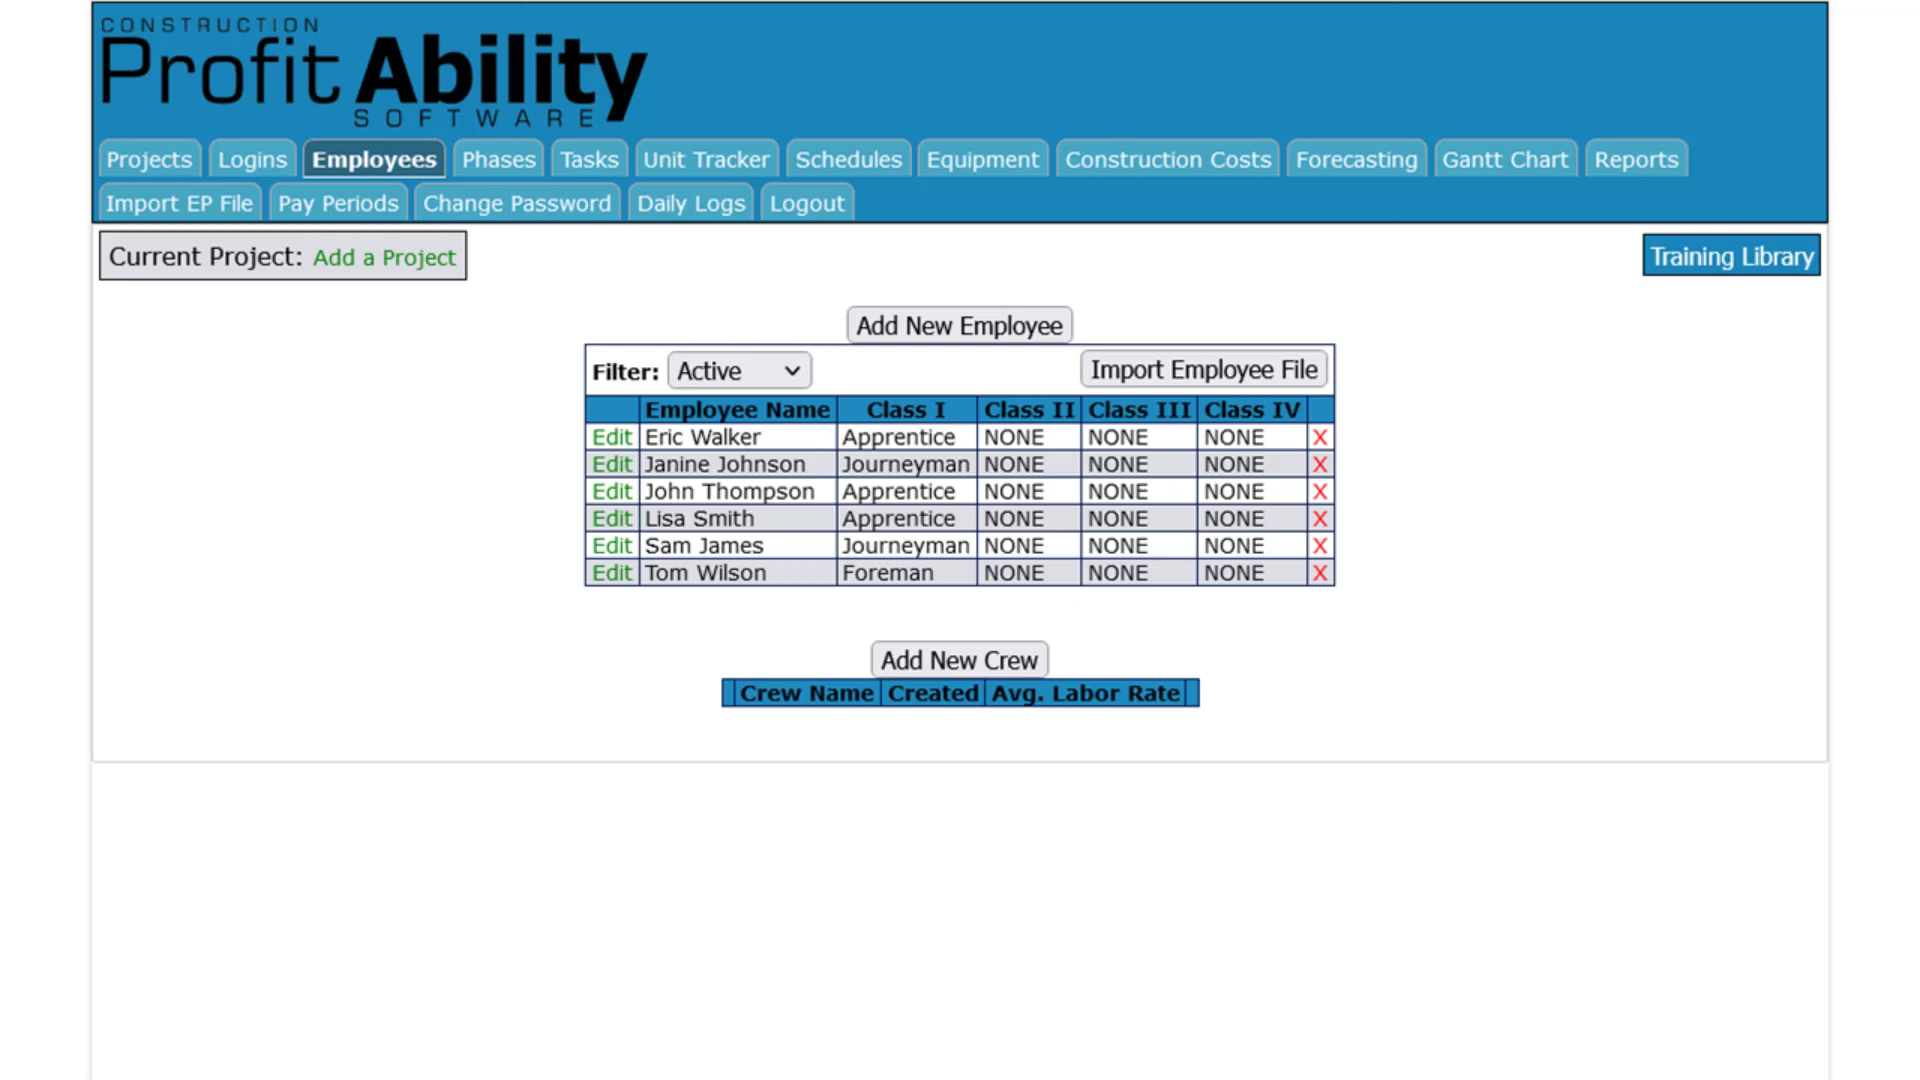 CONSTRUCTION
Profit Ability
SOFTWARE
Projects Logins Employees Phases Tasks Unit Tracker Schedules Equipment Construction Costs Forecasting Gantt Chart Reports
Import EP File Pay Periods Change Password Daily Logs Logout
Current Project: Add a Project
Training Library
Add New Employee
Filter: Active Import Employee File
Employee Name Class I Class II Class III Class IV
Edit Eric Walker Apprentice NONE NONE NONE X
Edit Janine Johnson Journeyman NONE NONE NONE X
Edit John Thompson Apprentice NONE NONE NONE X
Edit Lisa Smith Apprentice NONE NONE NONE X
Edit Sam James Journeyman NONE NONE NONE X
Edit Tom Wilson Foreman NONE NONE NONE X
Add New Crew
Crew Name Created Avg. Labor Rate